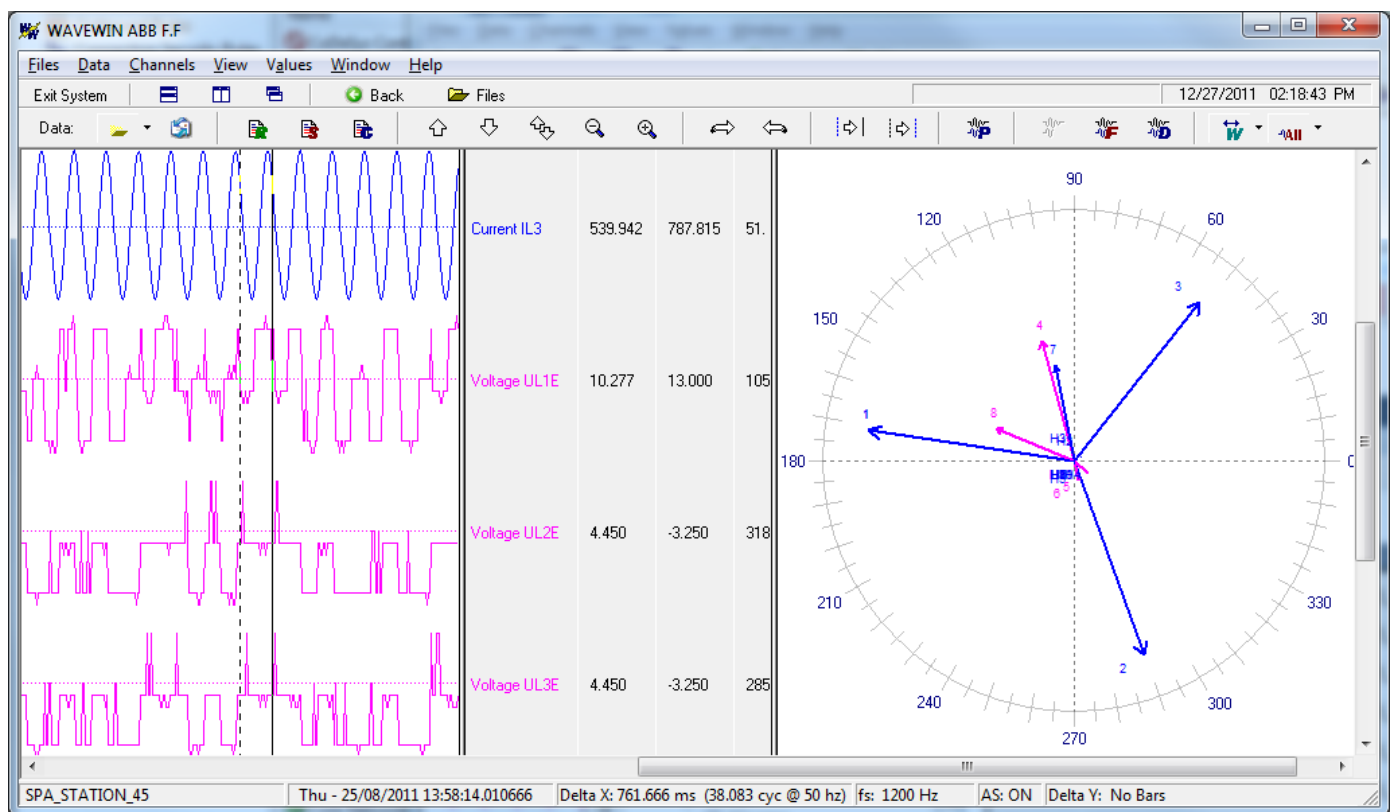 WAVEWIN ABB F.F
Files Data Channels View Values Window Help
Exit System Back Files 12/27/2011 02:18:43 PM
Data: R S C P F D W All
Current IL3 539.942 787.815 51.
Voltage UL1E 10.277 13.000 105
Voltage UL2E 4.450 -3.250 318
Voltage UL3E 4.450 -3.250 285
90
120 60
3
150 4 30
7
1 8
H3
180 0
6 5
210 330
2
240 300
270
SPA_STATION_45 Thu - 25/08/2011 13:58:14.010666 Delta X: 761.666 ms (38.083 cyc @ 50 hz) fs: 1200 Hz AS: ON Delta Y: No Bars